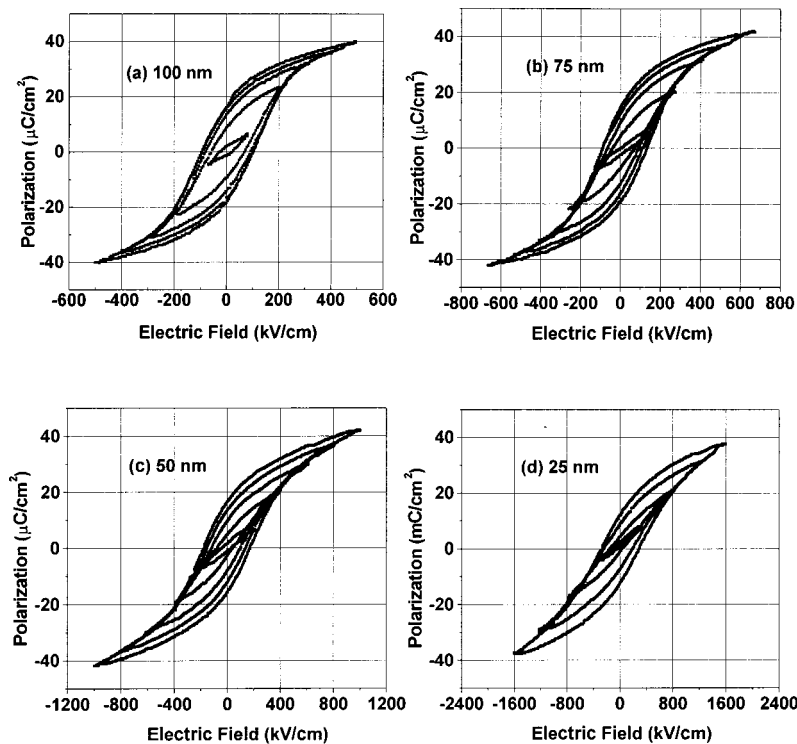 (a) 100 nm
Polarization (μC/cm²)
40
20
0
-20
-40
-600 -400 -200 0 200 400 600
Electric Field (kV/cm)
(b) 75 nm
Polarization (μC/cm²)
40
20
0
-20
-40
-800 -600 -400 -200 0 200 400 600 800
Electric Field (kV/cm)
(c) 50 nm
Polarization (μC/cm²)
40
20
0
-20
-40
-1200 -800 -400 0 400 800 1200
Electric Field (kV/cm)
(d) 25 nm
Polarization (mC/cm²)
40
20
0
-20
-40
-2400 -1600 -800 0 800 1600 2400
Electric Field (kV/cm)